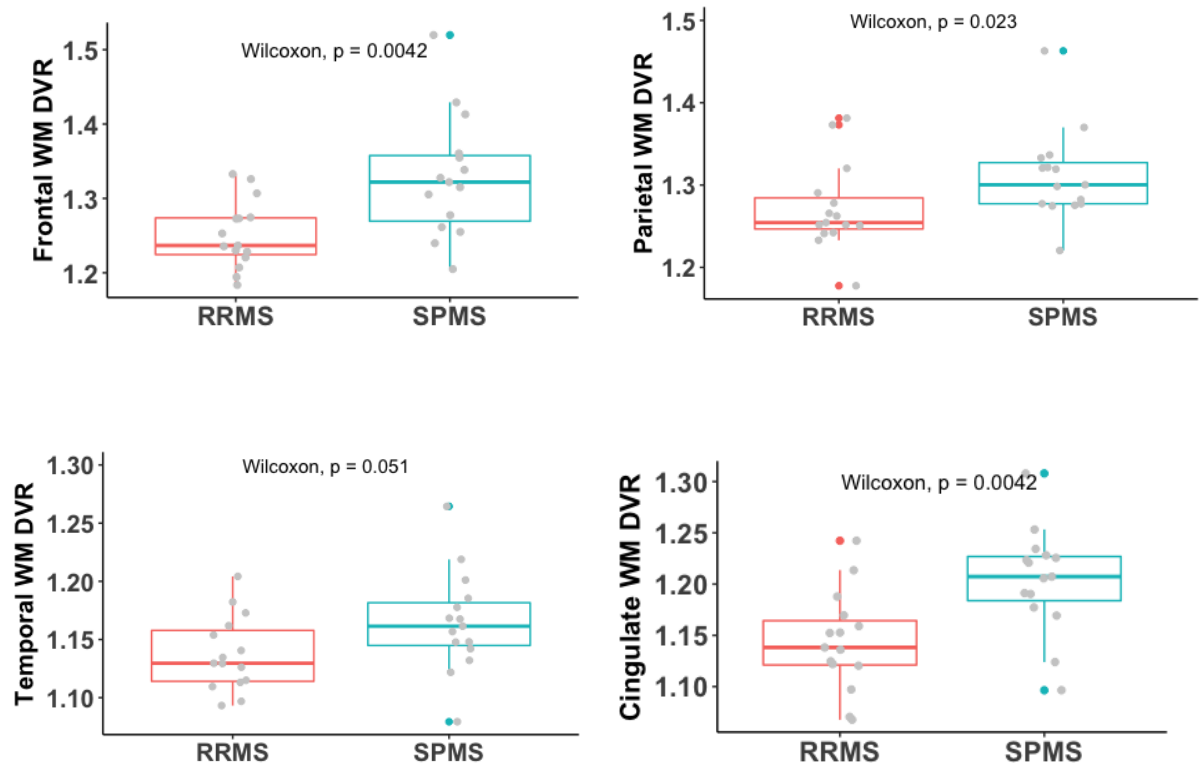 Frontal WM DVR
Wilcoxon, p = 0.0042
1.5
1.4
1.3
1.2
RRMS SPMS
Parietal WM DVR
Wilcoxon, p = 0.023
1.5
1.4
1.3
1.2
RRMS SPMS
Temporal WM DVR
Wilcoxon, p = 0.051
1.30
1.25
1.20
1.15
1.10
RRMS SPMS
Cingulate WM DVR
Wilcoxon, p = 0.0042
1.30
1.25
1.20
1.15
1.10
RRMS SPMS